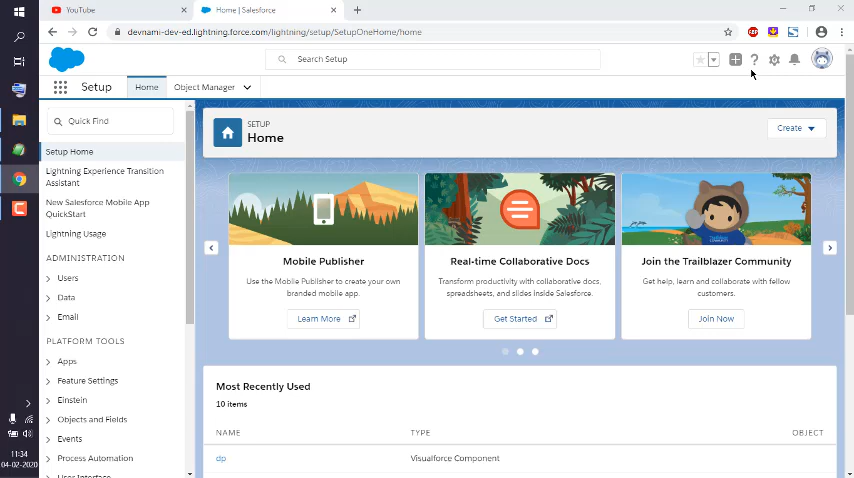 YouTube
Home | Salesforce
devnami-dev-ed.lightning.force.com/lightning/setup/SetupOneHome/home
ABP
Search Setup
Setup
Home
Object Manager
Quick Find
Setup Home
Lightning Experience Transition
Assistant
New Salesforce Mobile App
QuickStart
Lightning Usage
ADMINISTRATION
Users
Data
Email
PLATFORM TOOLS
Apps
Feature Settings
Einstein
Objects and Fields
Events
Process Automation
User Interface
SETUP
Home
Create
Mobile Publisher
Use the Mobile Publisher to create your own
branded mobile app.
Learn More
Real-time Collaborative Docs
Transform productivity with collaborative docs,
spreadsheets, and slides inside Salesforce.
Get Started
Join the Trailblazer Community
Get help, learn and collaborate with fellow
customers.
Join Now
Most Recently Used
10 items
NAME TYPE OBJECT
dp Visualforce Component
11:34
04-02-2020